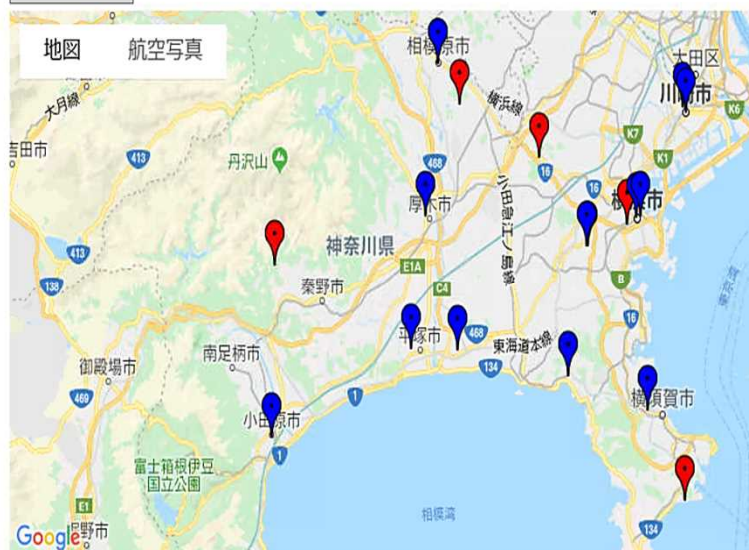 地図
航空写真
相模原市
大田区
川崎市
K6
大月線
横浜線
K7
K1
吉田市
413
丹沢山
468
16
16
厚木市
小田急江ノ島線
横浜市
413
神奈川県
E1A
138
秦野市
C4
B
16
平塚市
468
東海道本線
南足柄市
134
御殿場市
1
469
横須賀市
小田原市
1
富士箱根伊豆
国立公園
E1
相模湾
134
Google
野市